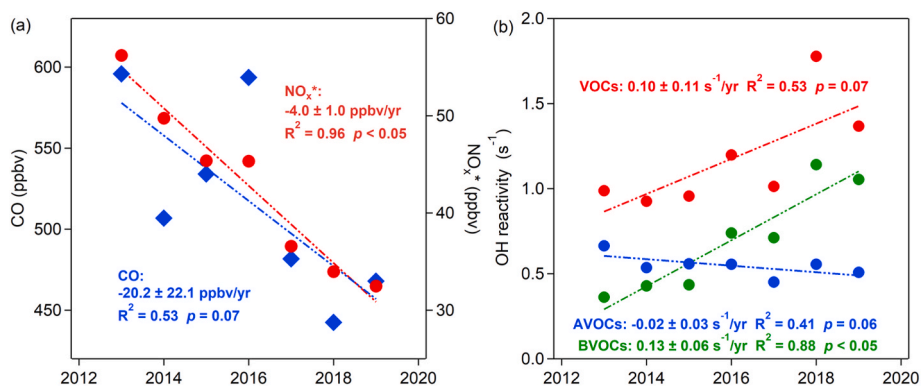 (a)
600
550
500
450
CO (ppbv)
2012 2014 2016 2018 2020
60
50
40
30
NOx* (ppbv)
NOx*:
-4.0 ± 1.0 ppbv/yr
R² = 0.96 p < 0.05
CO:
-20.2 ± 22.1 ppbv/yr
R² = 0.53 p = 0.07
(b)
2.0
1.5
1.0
0.5
0.0
OH reactivity (s⁻¹)
2012 2014 2016 2018 2020
VOCs: 0.10 ± 0.11 s⁻¹/yr R² = 0.53 p = 0.07
AVOCs: -0.02 ± 0.03 s⁻¹/yr R² = 0.41 p = 0.06
BVOCs: 0.13 ± 0.06 s⁻¹/yr R² = 0.88 p < 0.05